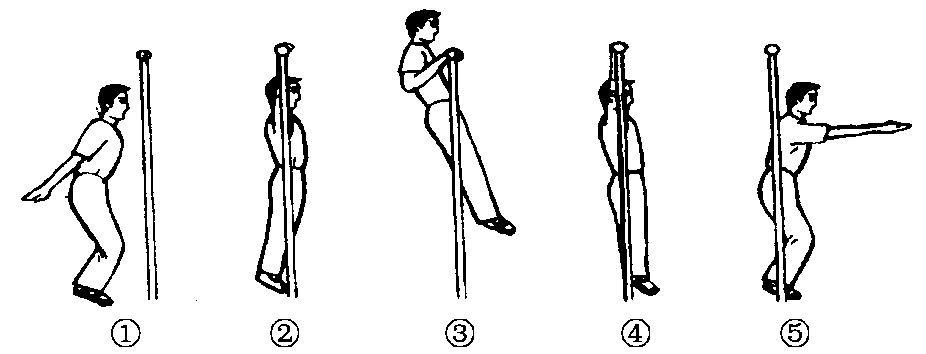 ① ② ③ ④ ⑤